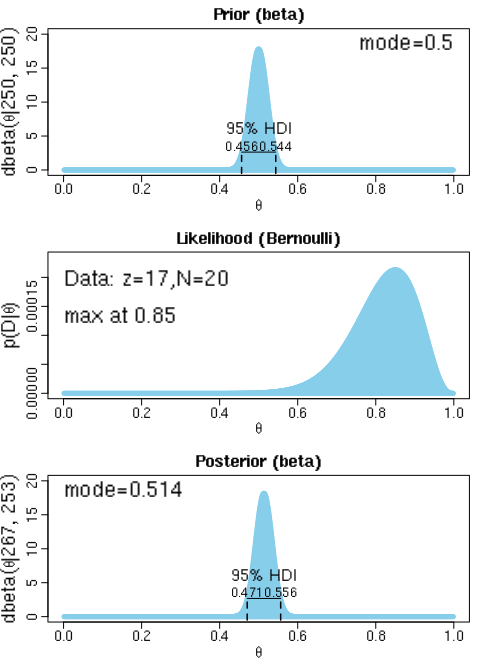 Prior (beta)
dbeta(θ|250, 250)
20
15
10
5
0
mode=0.5
95% HDI
0.456 0.544
0.0 0.2 0.4 0.6 0.8 1.0
θ
Likelihood (Bernoulli)
p(D|θ)
0.00015
0.00000
Data: z=17,N=20
max at 0.85
0.0 0.2 0.4 0.6 0.8 1.0
θ
Posterior (beta)
dbeta(θ|267, 253)
20
15
10
5
0
mode=0.514
95% HDI
0.471 0.556
0.0 0.2 0.4 0.6 0.8 1.0
θ